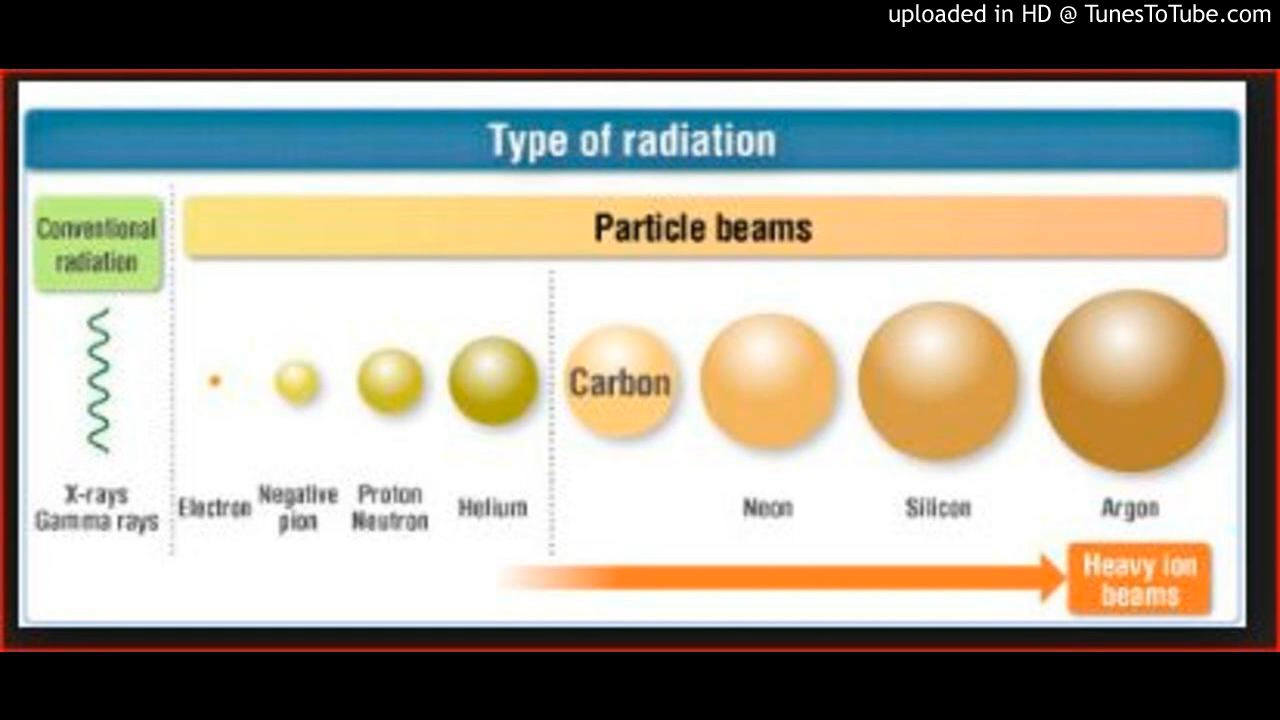 uploaded in HD @ TunesToTube.com
Type of radiation
Conventional
radiation
Particle beams
Carbon
X-rays
Gamma rays
Electron
Negative
pion
Proton
Neutron
Helium
Neon
Silicon
Argon
Heavy ion
beams